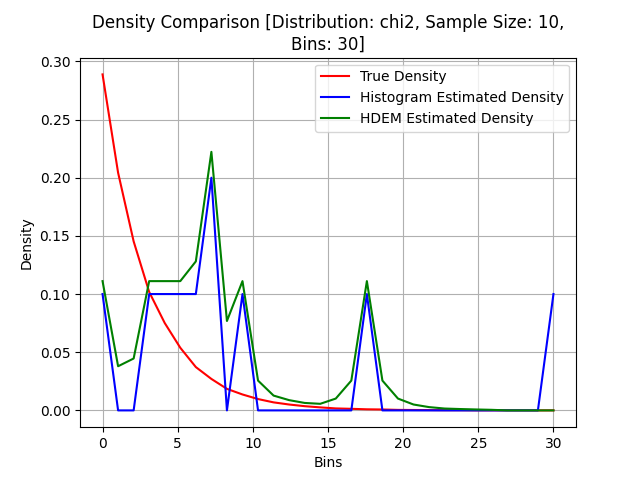 Density Comparison [Distribution: chi2, Sample Size: 10,
Bins: 30]
True Density
Histogram Estimated Density
HDEM Estimated Density
Density
0.30
0.25
0.20
0.15
0.10
0.05
0.00
0 5 10 15 20 25 30
Bins